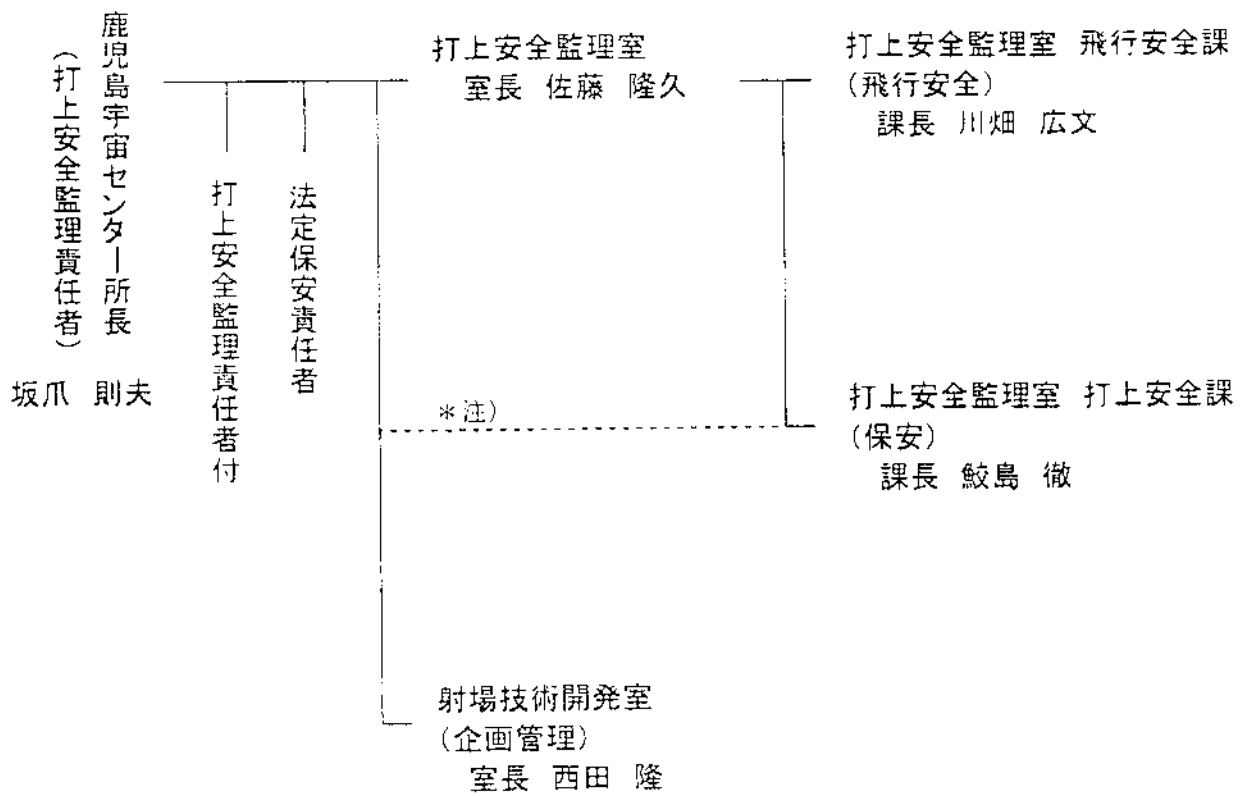 鹿児島宇宙センター所長
（打上安全監理責任者）
坂爪 則夫
打上安全監理責任者付
法定保安責任者
打上安全監理室
室長 佐藤 隆久
打上安全監理室 飛行安全課
（飛行安全）
課長 川畑 広文
＊注）
打上安全監理室 打上安全課
（保安）
課長 鮫島 徹
射場技術開発室
（企画管理）
室長 西田 隆